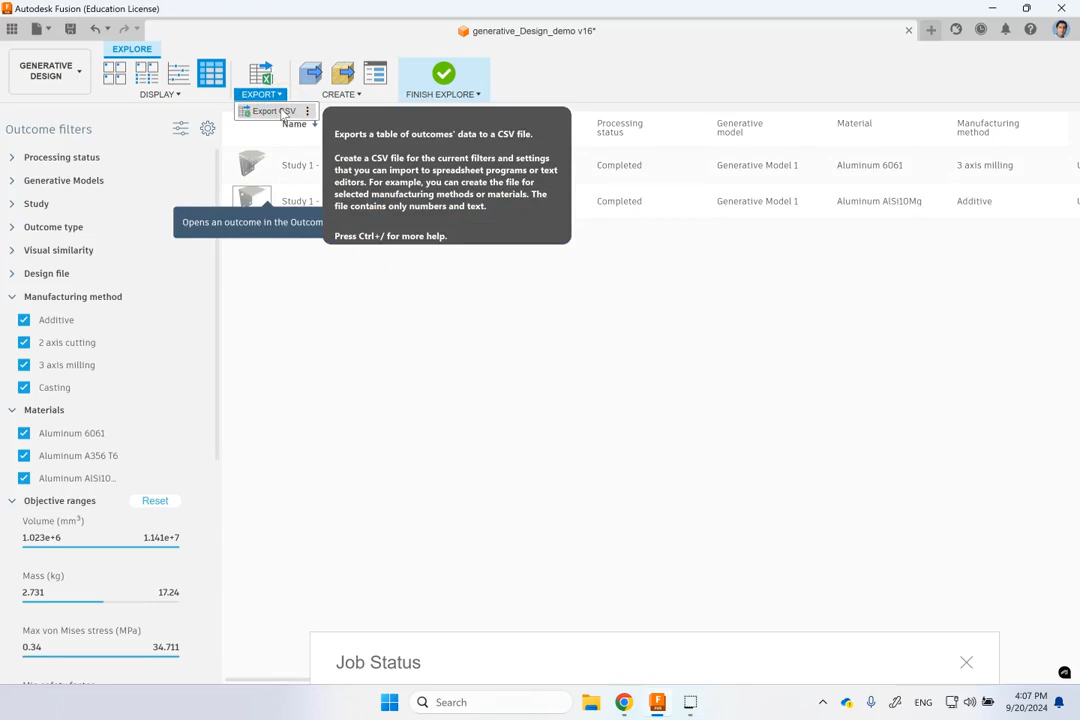 Autodesk Fusion (Education License)
generative_Design_demo v16*
GENERATIVE
DESIGN
EXPLORE
DISPLAY
EXPORT
CREATE
FINISH EXPLORE
Export CSV
Outcome filters
Processing status
Generative Models
Study
Outcome type
Visual similarity
Design file
Manufacturing method
Additive
2 axis cutting
3 axis milling
Casting
Materials
Aluminum 6061
Aluminum A356 T6
Aluminum AlSi10...
Objective ranges
Reset
Volume (mm3)
1.023e+6 1.141e+7
Mass (kg)
2.731 17.24
Max von Mises stress (MPa)
0.34 34.711
Name
Processing
status
Generative
model
Material
Manufacturing
method
Study 1 -
Completed
Generative Model 1
Aluminum 6061
3 axis milling
Study 1 -
Completed
Generative Model 1
Aluminum AlSi10Mg
Additive
Opens an outcome in the Outcom
Exports a table of outcomes' data to a CSV file.
Create a CSV file for the current filters and settings
that you can import to spreadsheet programs or text
editors. For example, you can create the file for
selected manufacturing methods or materials. The
file contains only numbers and text.
Press Ctrl+/ for more help.
Job Status
Search
ENG
4:07 PM
9/20/2024